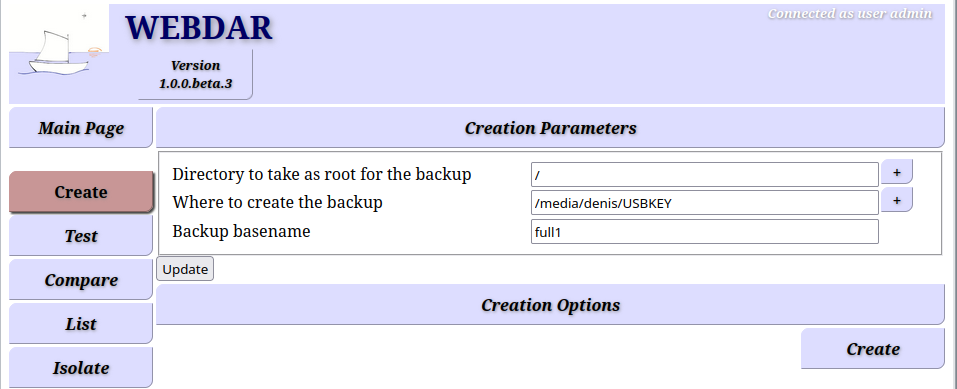 Connected as user admin
WEBDAR
Version
1.0.0.beta.3
Main Page
Creation Parameters
Directory to take as root for the backup / +
Where to create the backup /media/denis/USBKEY +
Backup basename full1
Update
Create
Test
Compare
List
Isolate
Creation Options
Create